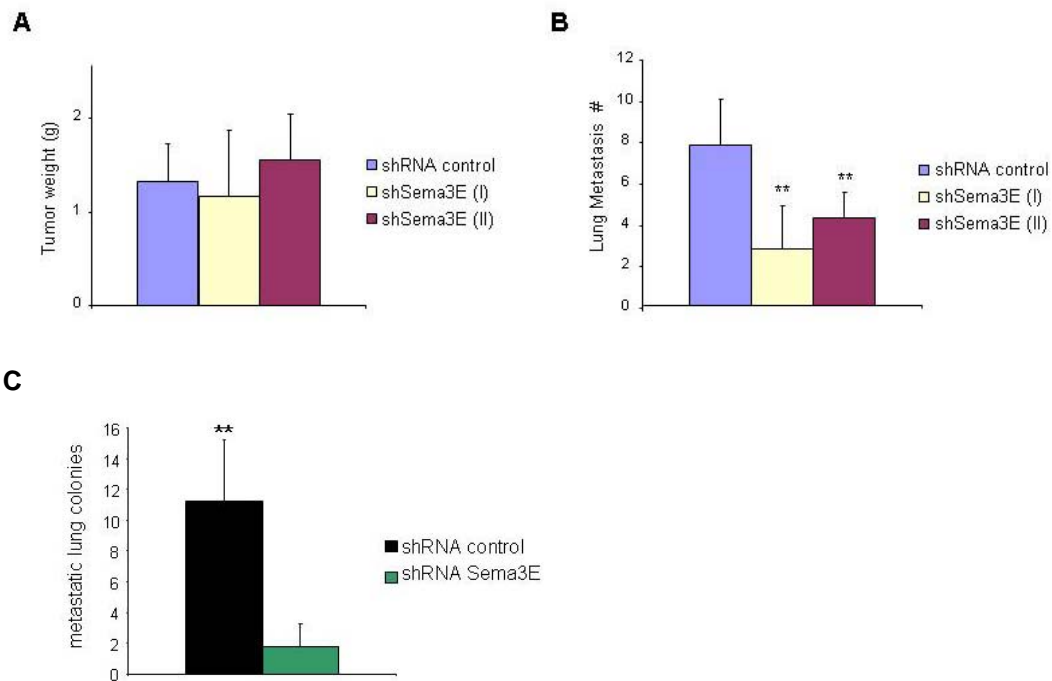 A
Tumor weight (g)
2
1
0
shRNA control
shSema3E (I)
shSema3E (II)
B
Lung Metastasis #
12
10
8
6
4
2
0
**
**
shRNA control
shSema3E (I)
shSema3E (II)
C
metastatic lung colonies
16
14
12
10
8
6
4
2
0
**
shRNA control
shRNA Sema3E